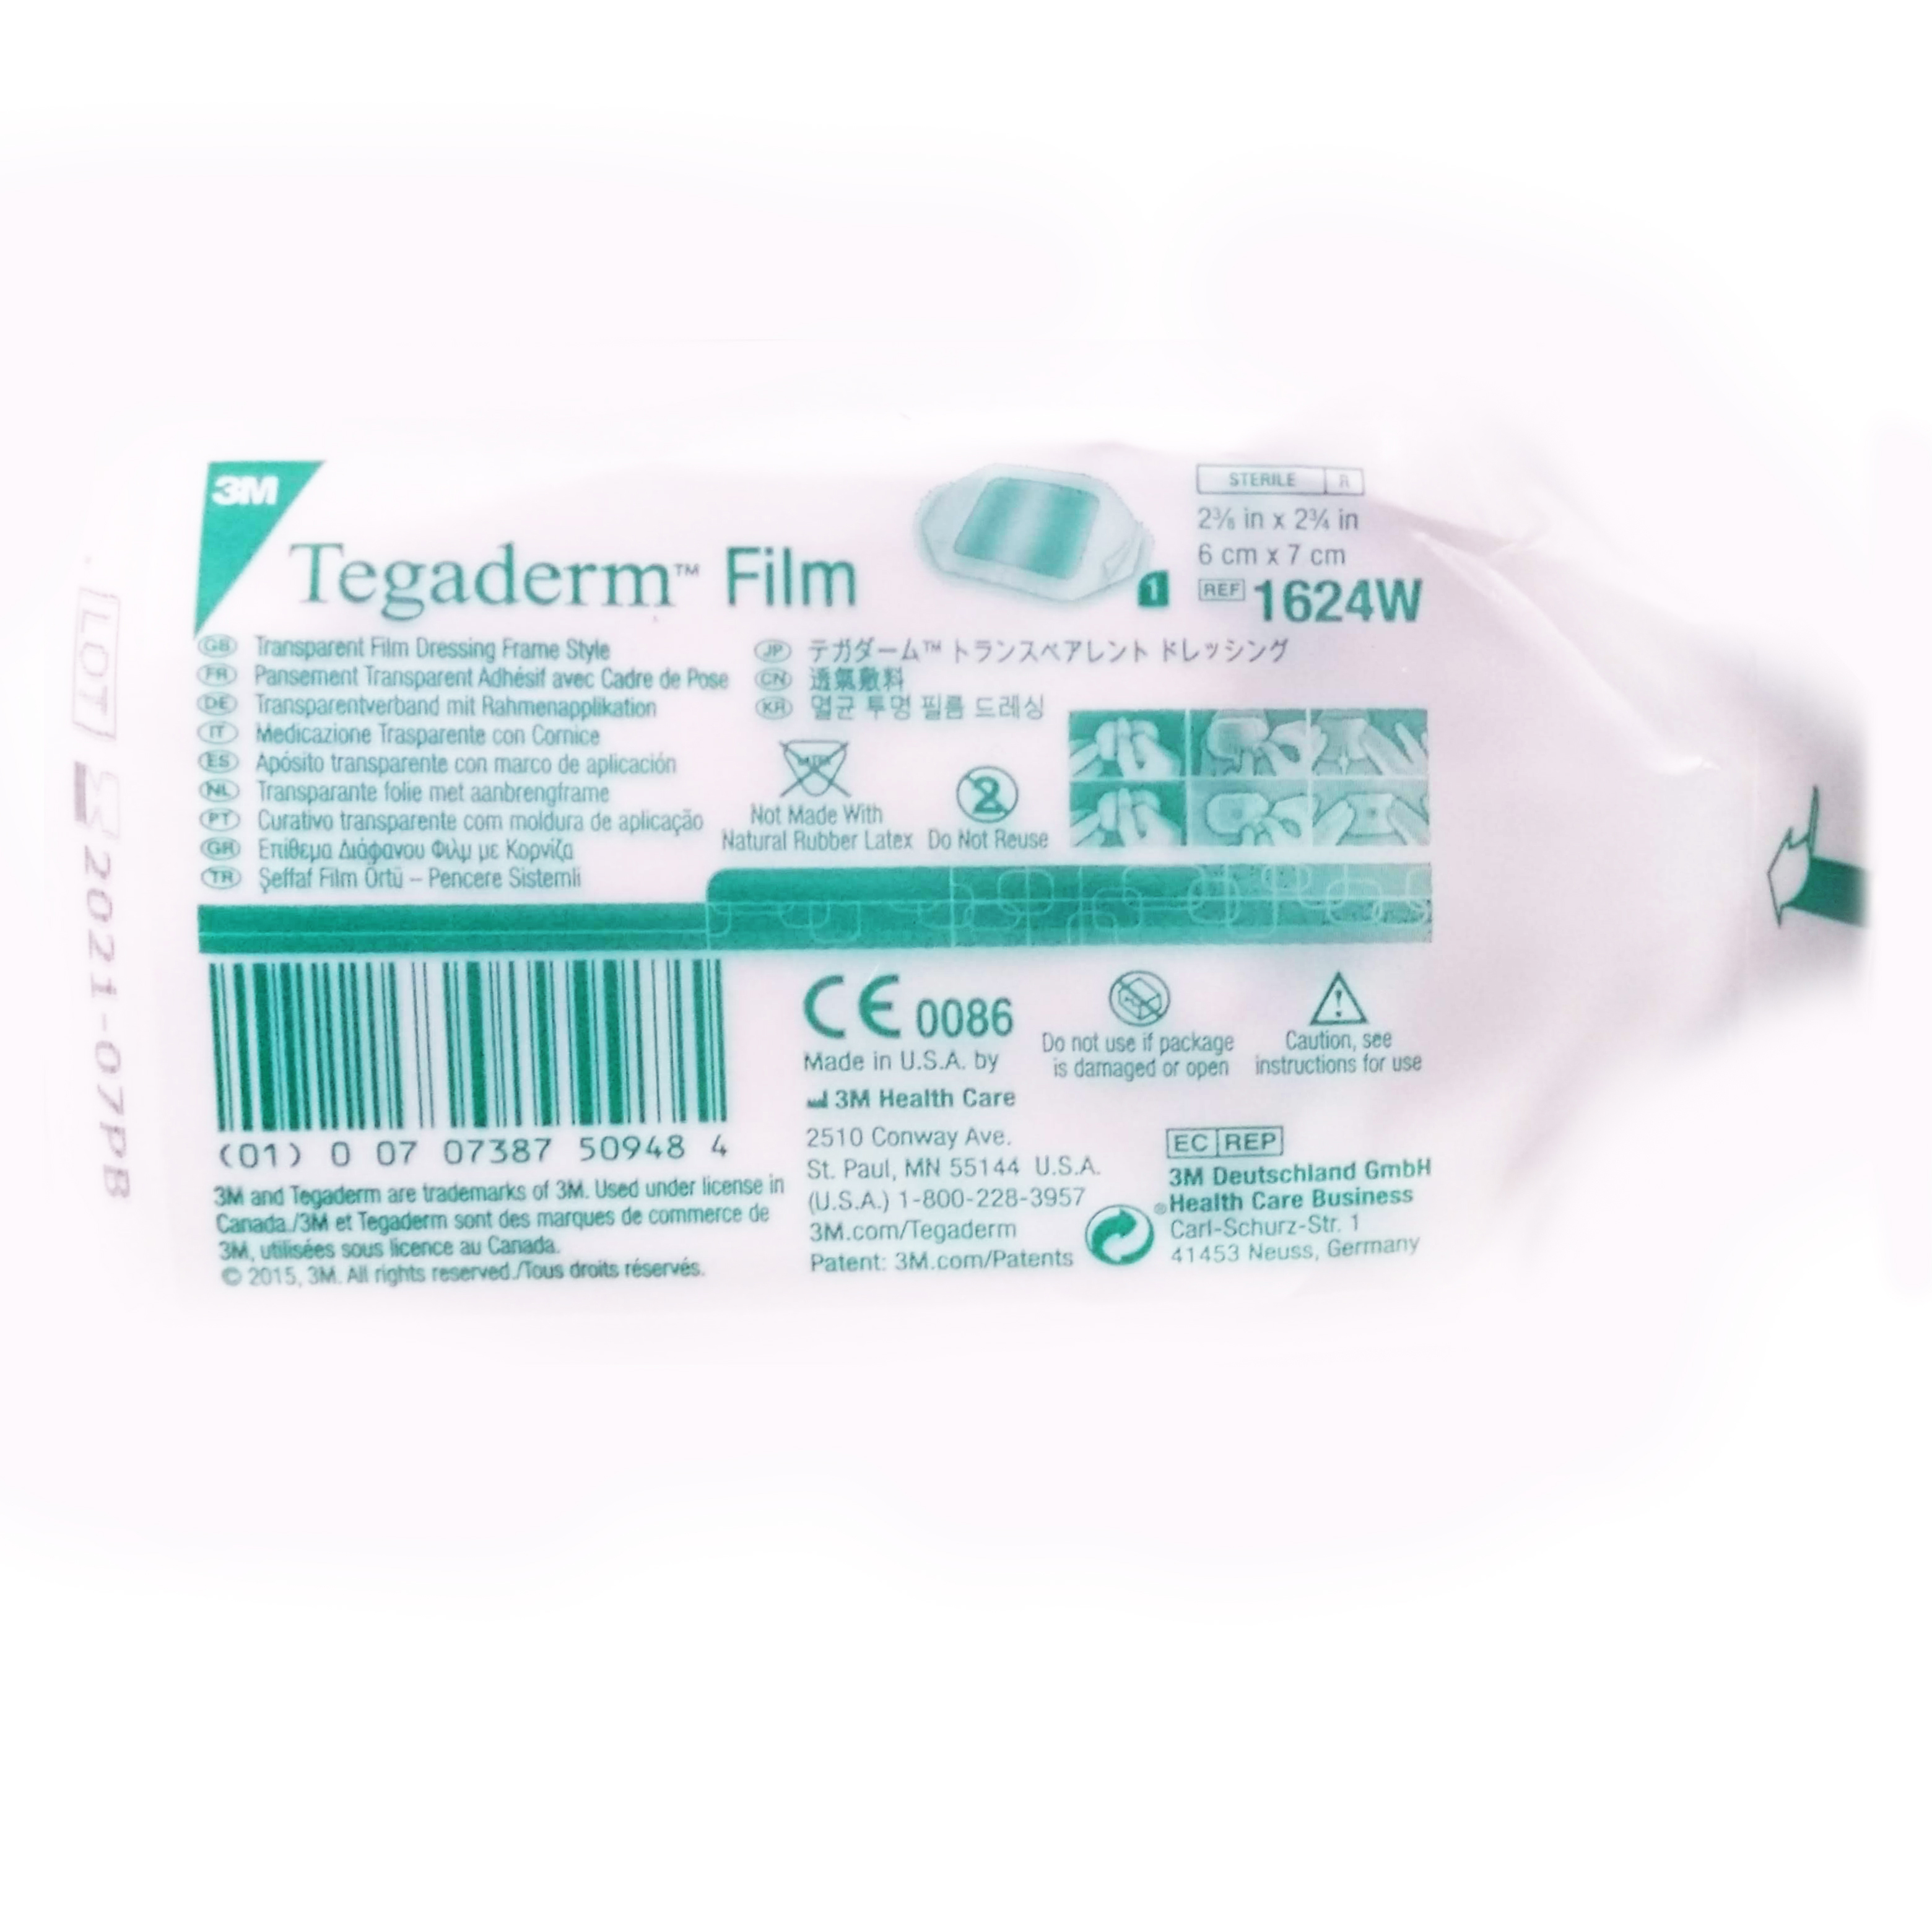 3M
Tegaderm™ Film
1
STERILE R
2⅜ in x 2¾ in
6 cm x 7 cm
REF 1624W
GB Transparent Film Dressing Frame Style
FR Pansement Transparent Adhésif avec Cadre de Pose
DE Transparentverband mit Rahmenapplikation
IT Medicazione Trasparente con Cornice
ES Apósito transparente con marco de aplicación
NL Transparante folie met aanbrengframe
PT Curativo transparente com moldura de aplicação
GR Επίθεμα Διάφανου Φιλμ με Κορνίζα
TR Şeffaf Film Örtü – Pencere Sistemli
JP テガダーム™ トランスペアレント ドレッシング
CN 透氣敷料
KR 멸균 투명 필름 드레싱
LATEX
Not Made With
Natural Rubber Latex
2
Do Not Reuse
(01) 0 07 07387 50948 4
3M and Tegaderm are trademarks of 3M. Used under license in
Canada./3M et Tegaderm sont des marques de commerce de
3M, utilisées sous licence au Canada.
© 2015, 3M. All rights reserved./Tous droits réservés.
CE 0086
Made in U.S.A. by
3M Health Care
2510 Conway Ave.
St. Paul, MN 55144 U.S.A.
(U.S.A.) 1-800-228-3957
3M.com/Tegaderm
Patent: 3M.com/Patents
Do not use if package
is damaged or open
Caution, see
instructions for use
EC REP
3M Deutschland GmbH
Health Care Business
Carl-Schurz-Str. 1
41453 Neuss, Germany
®
LOT 2021-07PB